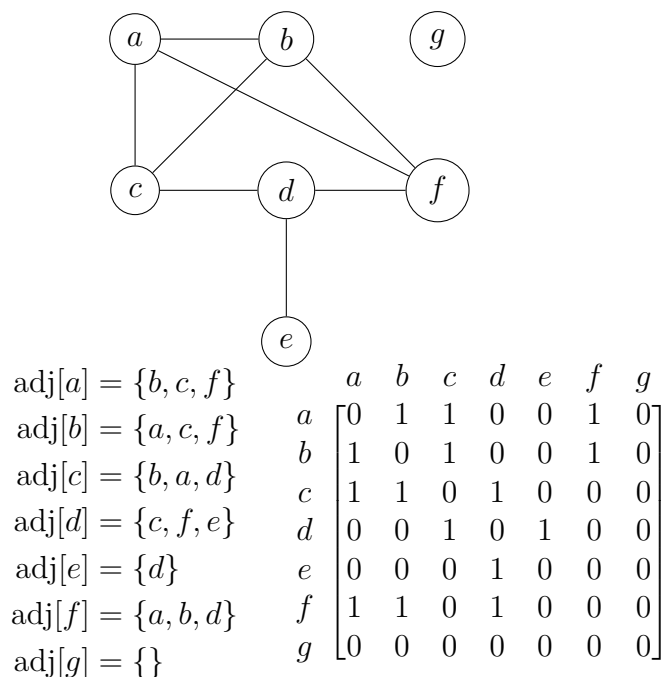 a b g
c d f
e
adj[a] = {b, c, f}
adj[b] = {a, c, f}
adj[c] = {b, a, d}
adj[d] = {c, f, e}
adj[e] = {d}
adj[f] = {a, b, d}
adj[g] = {}
a b c d e f g
a 0 1 1 0 0 1 0
b 1 0 1 0 0 1 0
c 1 1 0 1 0 0 0
d 0 0 1 0 1 0 0
e 0 0 0 1 0 0 0
f 1 1 0 1 0 0 0
g 0 0 0 0 0 0 0